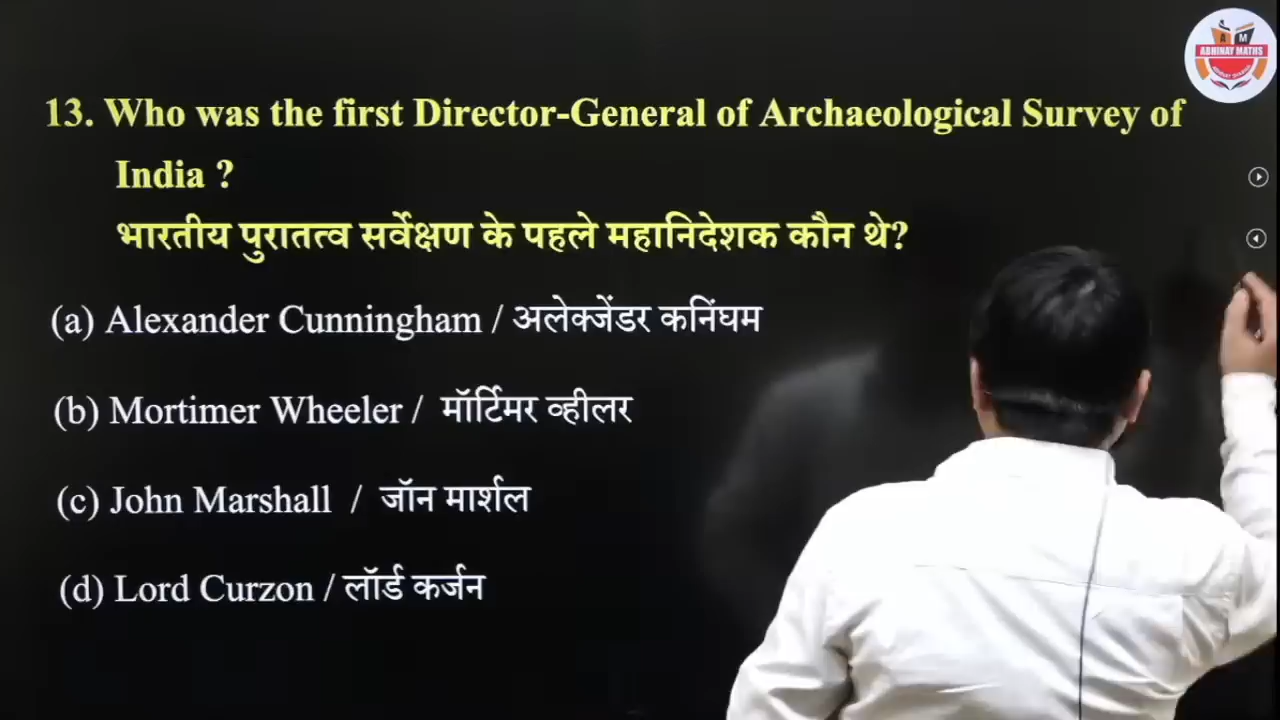 ABHINAY MATHS
13. Who was the first Director-General of Archaeological Survey of
India ?
भारतीय पुरातत्व सर्वेक्षण के पहले महानिदेशक कौन थे?
(a) Alexander Cunningham / अलेक्जेंडर कनिंघम
(b) Mortimer Wheeler / मॉर्टिमर व्हीलर
(c) John Marshall / जॉन मार्शल
(d) Lord Curzon / लॉर्ड कर्जन